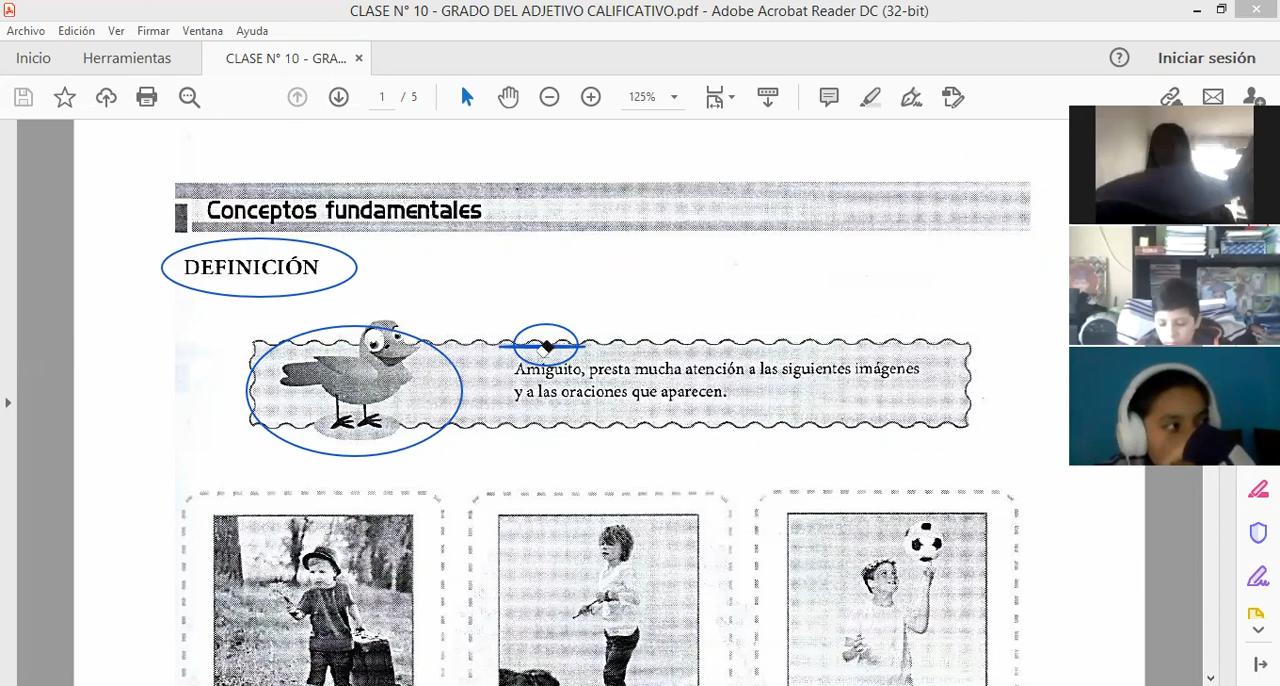 CLASE N° 10 - GRADO DEL ADJETIVO CALIFICATIVO.pdf - Adobe Acrobat Reader DC (32-bit)
Archivo Edición Ver Firmar Ventana Ayuda
Inicio Herramientas CLASE N° 10 - GRA... × Iniciar sesión
1 / 5 125%
Conceptos fundamentales
DEFINICIÓN
Amiguito, presta mucha atención a las siguientes imágenes
y a las oraciones que aparecen.